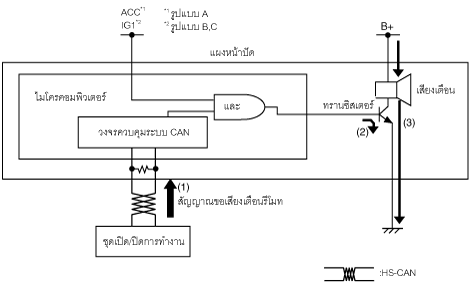 ACC*1 *1รูปแบบ A
IG1*2 *2รูปแบบ B,C
B+
แผงหน้าปัด
ไมโครคอมพิวเตอร์
และ
เสียงเตือน
ทรานซิสเตอร์
วงจรควบคุมระบบ CAN
(2)
(3)
(1)
สัญญาณขอเสียงเตือนรีโมท
ชุดเปิด/ปิดการทำงาน
:HS-CAN